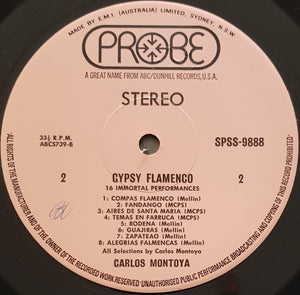 MADE BY E.M.I. (AUSTRALIA) LIMITED, SYDNEY, N.S.W.
PROBE
A GREAT NAME FROM ABC/DUNHILL RECORDS, U.S.A.
STEREO
33⅓ R.P.M.
ABCS739-B
SPSS-9888
2
GYPSY FLAMENCO
2
16 IMMORTAL PERFORMANCES
1: COMPAS FLAMENCO (Mellin)
2: FANDANGO (MCPS)
3: AIRES DE SANTA MARIA (MCPS)
4: TEMAS EN FARRUCA (MCPS)
5: RODENA (Mellin)
6: GUAJIRAS (Mellin)
7: ZAPATEAO (Mellin)
8: ALEGRIAS FALMENCAS (Mellin)
All Selections by Carlos Montoya
CARLOS MONTOYA
ALL RIGHTS OF THE MANUFACTURER AND OF THE OWNER OF THE RECORDED WORK RESERVED · UNAUTHORISED PUBLIC PERFORMANCE BROADCASTING AND COPYING OF THIS RECORD PROHIBITED